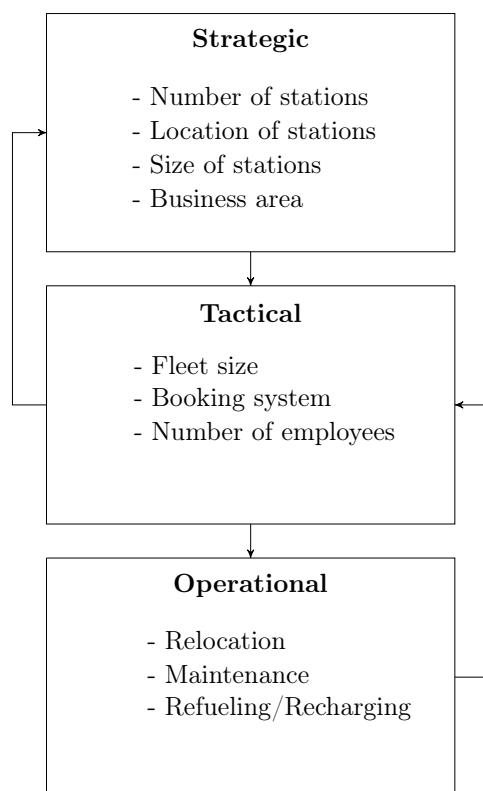 Strategic
- Number of stations
- Location of stations
- Size of stations
- Business area
Tactical
- Fleet size
- Booking system
- Number of employees
Operational
- Relocation
- Maintenance
- Refueling/Recharging